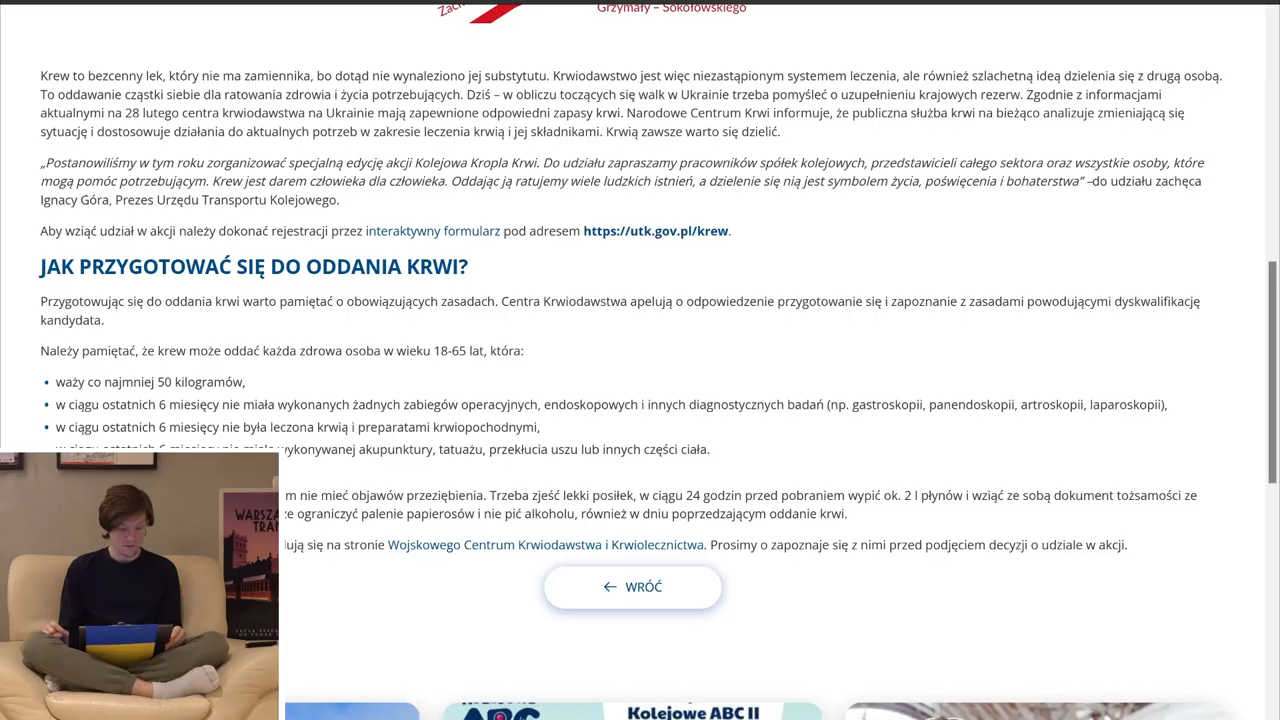 Zach
Grzymały – Sokołowskiego
Krew to bezcenny lek, który nie ma zamiennika, bo dotąd nie wynaleziono jej substytutu. Krwiodawstwo jest więc niezastąpionym systemem leczenia, ale również szlachetną ideą dzielenia się z drugą osobą.
To oddawanie cząstki siebie dla ratowania zdrowia i życia potrzebujących. Dziś – w obliczu toczących się walk w Ukrainie trzeba pomyśleć o uzupełnieniu krajowych rezerw. Zgodnie z informacjami
aktualnymi na 28 lutego centra krwiodawstwa na Ukrainie mają zapewnione odpowiedni zapasy krwi. Narodowe Centrum Krwi informuje, że publiczna służba krwi na bieżąco analizuje zmieniającą się
sytuację i dostosowuje działania do aktualnych potrzeb w zakresie leczenia krwią i jej składnikami. Krwią zawsze warto się dzielić.
„Postanowiliśmy w tym roku zorganizować specjalną edycję akcji Kolejowa Kropla Krwi. Do udziału zapraszamy pracowników spółek kolejowych, przedstawicieli całego sektora oraz wszystkie osoby, które
mogą pomóc potrzebującym. Krew jest darem człowieka dla człowieka. Oddając ją ratujemy wiele ludzkich istnień, a dzielenie się nią jest symbolem życia, poświęcenia i bohaterstwa” –do udziału zachęca
Ignacy Góra, Prezes Urzędu Transportu Kolejowego.
Aby wziąć udział w akcji należy dokonać rejestracji przez interaktywny formularz pod adresem https://utk.gov.pl/krew.
JAK PRZYGOTOWAĆ SIĘ DO ODDANIA KRWI?
Przygotowując się do oddania krwi warto pamiętać o obowiązujących zasadach. Centra Krwiodawstwa apelują o odpowiedzenie przygotowanie się i zapoznanie z zasadami powodującymi dyskwalifikację
kandydata.
Należy pamiętać, że krew może oddać każda zdrowa osoba w wieku 18-65 lat, która:
• waży co najmniej 50 kilogramów,
• w ciągu ostatnich 6 miesięcy nie miała wykonanych żadnych zabiegów operacyjnych, endoskopowych i innych diagnostycznych badań (np. gastroskopii, panendoskopii, artroskopii, laparoskopii),
• w ciągu ostatnich 6 miesięcy nie była leczona krwią i preparatami krwiopochodnymi,
w ciągu ostatnich 6 miesięcy nie miała wykonywanej akupunktury, tatuażu, przekłucia uszu lub innych części ciała.
m nie mieć objawów przeziębienia. Trzeba zjeść lekki posiłek, w ciągu 24 godzin przed pobraniem wypić ok. 2 l płynów i wziąć ze sobą dokument tożsamości ze
ze ograniczyć palenie papierosów i nie pić alkoholu, również w dniu poprzedzającym oddanie krwi.
lują się na stronie Wojskowego Centrum Krwiodawstwa i Krwiolecznictwa. Prosimy o zapoznaje się z nimi przed podjęciem decyzji o udziale w akcji.
← WRÓĆ
WARSZA
TRAN
ABC
Kolejowe ABC II